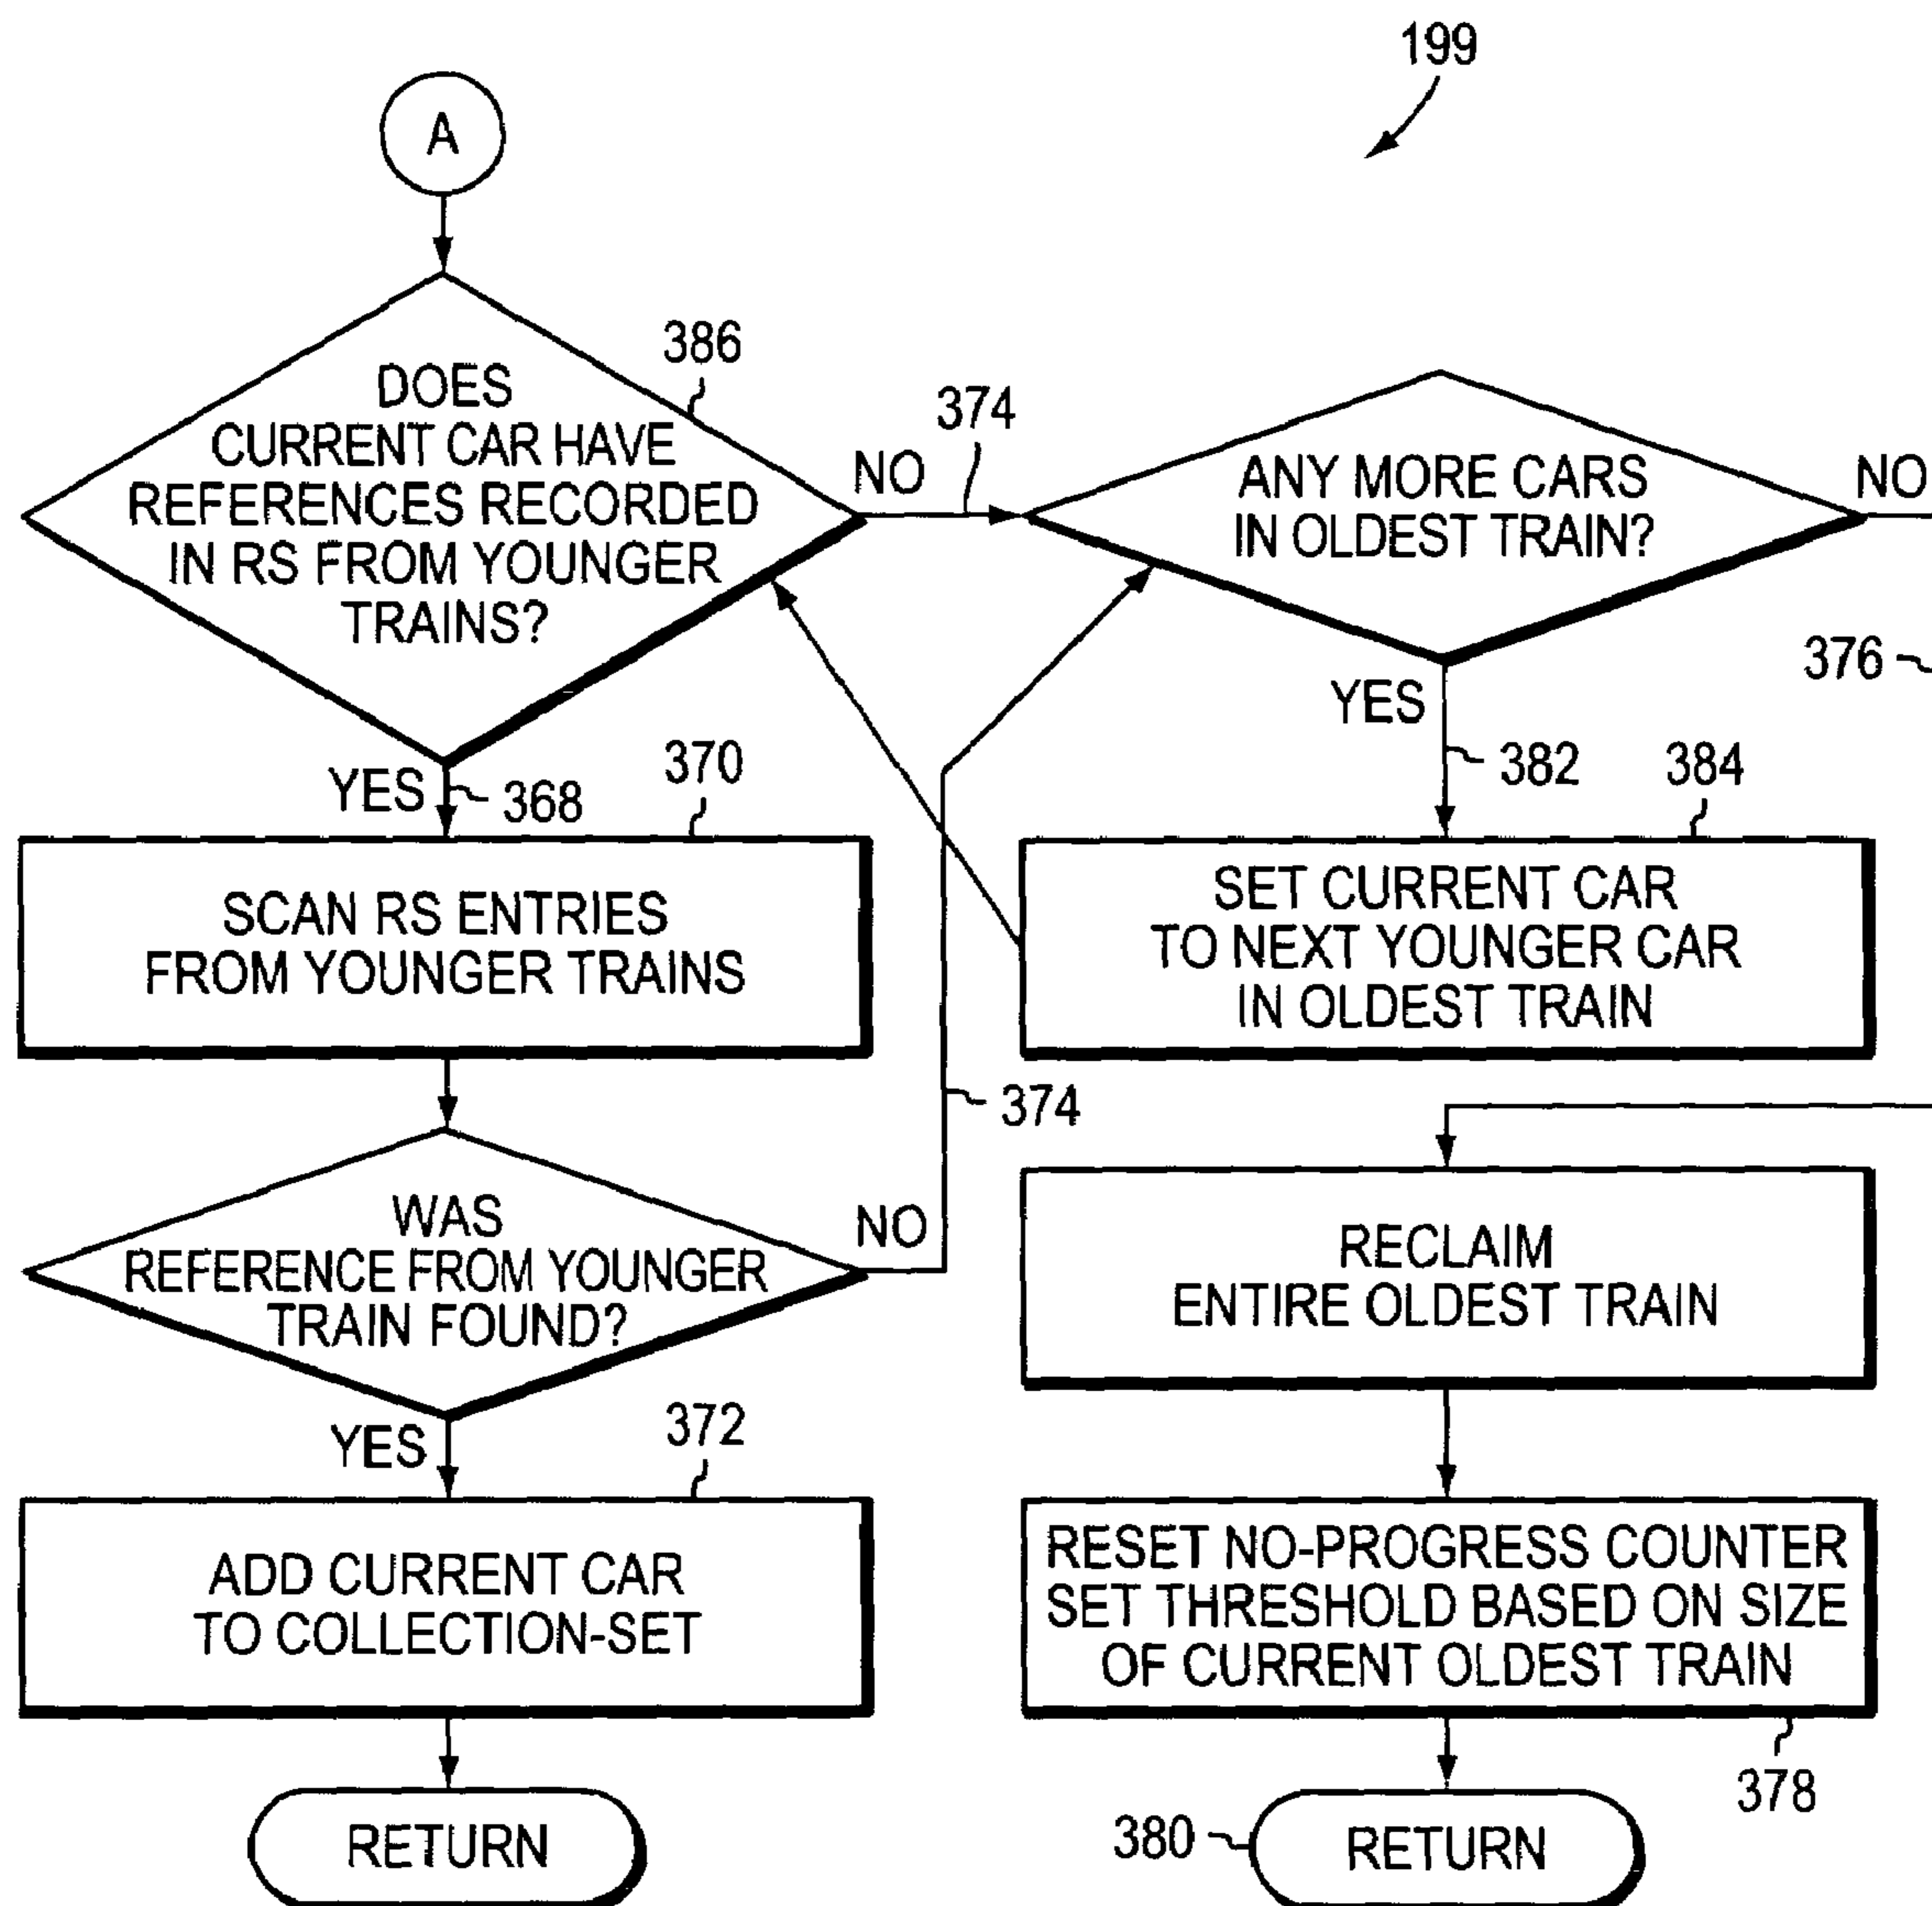 199
A
386
DOES
CURRENT CAR HAVE
REFERENCES RECORDED
IN RS FROM YOUNGER
TRAINS?
NO
374
ANY MORE CARS
IN OLDEST TRAIN?
NO
376
YES
368
YES
382
370
SCAN RS ENTRIES
FROM YOUNGER TRAINS
384
SET CURRENT CAR
TO NEXT YOUNGER CAR
IN OLDEST TRAIN
374
WAS
REFERENCE FROM YOUNGER
TRAIN FOUND?
NO
RECLAIM
ENTIRE OLDEST TRAIN
YES
372
ADD CURRENT CAR
TO COLLECTION-SET
RESET NO-PROGRESS COUNTER
SET THRESHOLD BASED ON SIZE
OF CURRENT OLDEST TRAIN
378
RETURN
380
RETURN